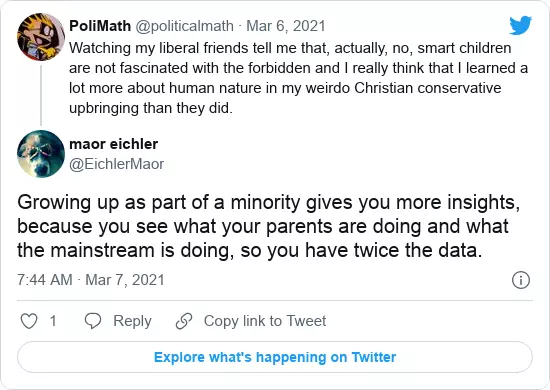 PoliMath @politicalmath · Mar 6, 2021
Watching my liberal friends tell me that, actually, no, smart children
are not fascinated with the forbidden and I really think that I learned a
lot more about human nature in my weirdo Christian conservative
upbringing than they did.
maor eichler
@EichlerMaor
Growing up as part of a minority gives you more insights,
because you see what your parents are doing and what
the mainstream is doing, so you have twice the data.
7:44 AM · Mar 7, 2021
1 Reply Copy link to Tweet
Explore what's happening on Twitter